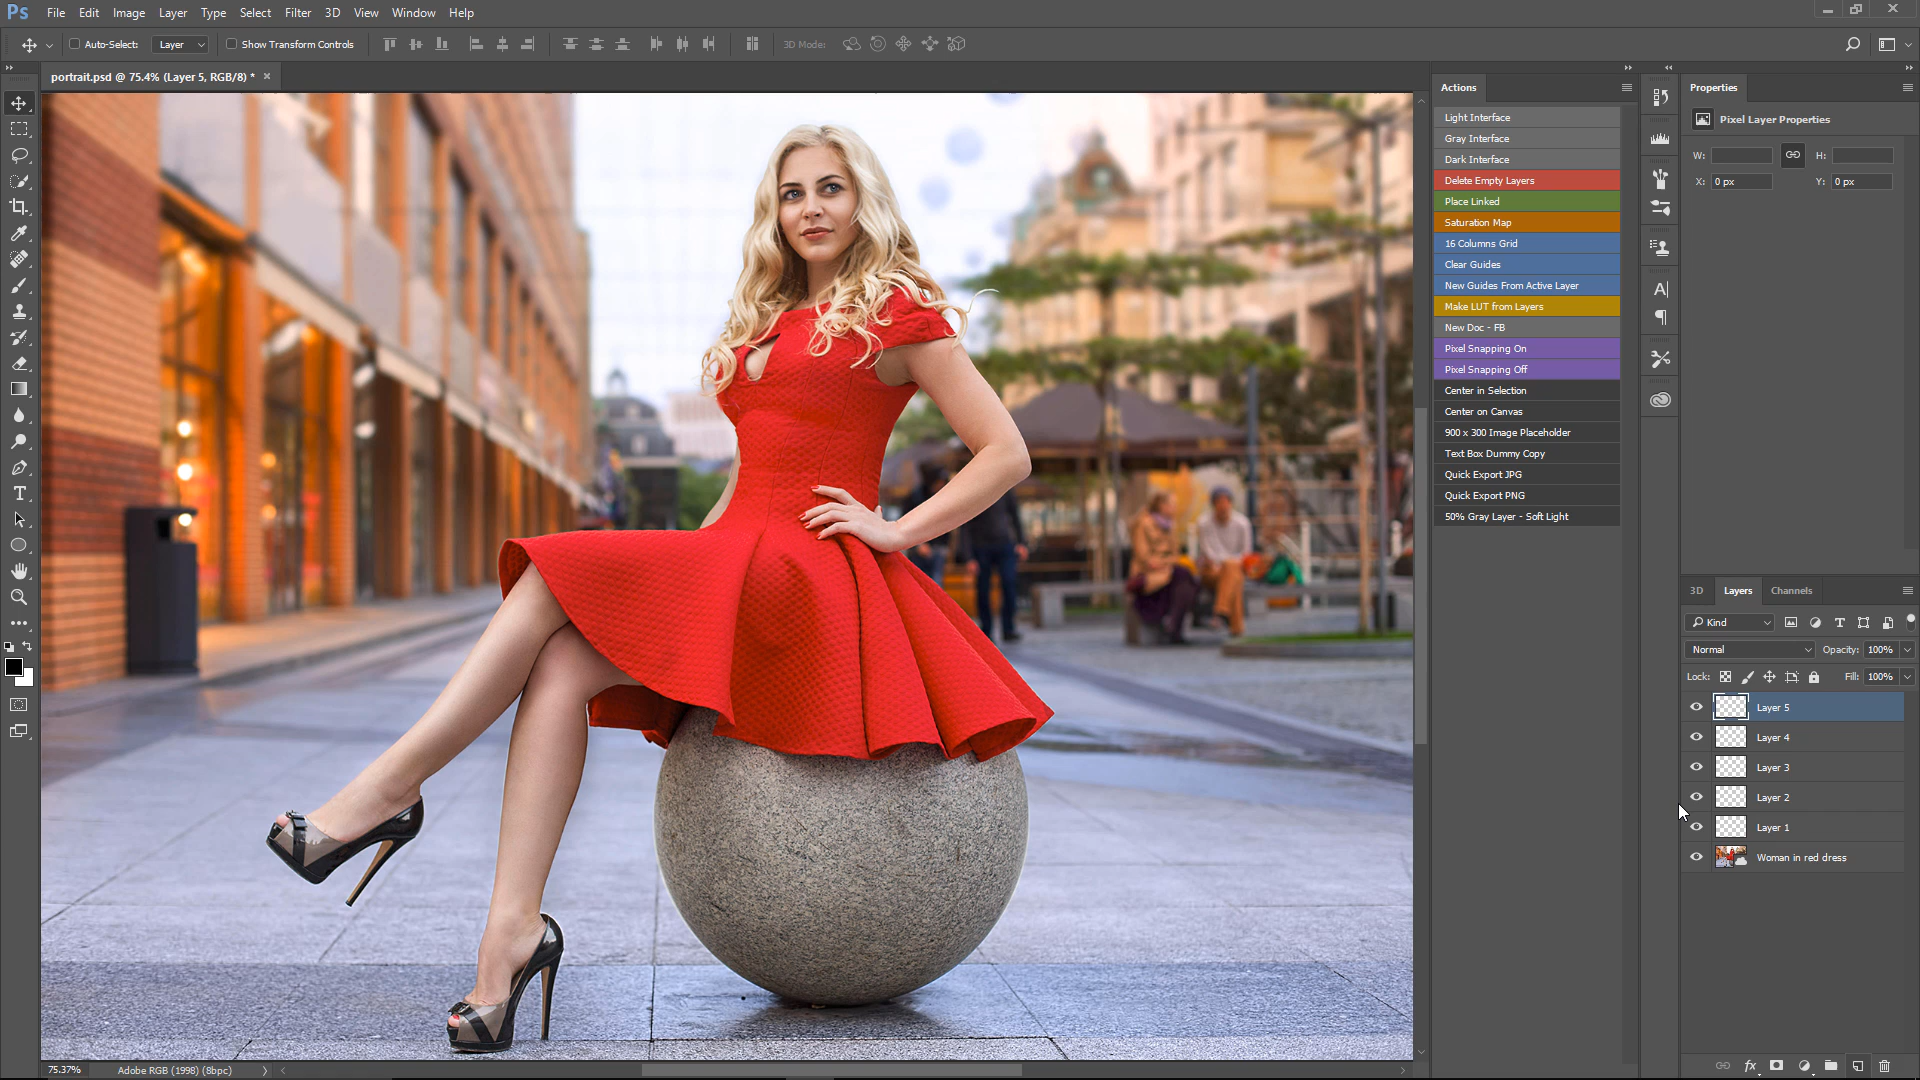 Ps File Edit Image Layer Type Select Filter 3D View Window Help
Auto-Select: Layer Show Transform Controls 3D Mode:
portrait.psd @ 75.4% (Layer 5, RGB/8) *
Actions
Light Interface
Gray Interface
Dark Interface
Delete Empty Layers
Place Linked
Saturation Map
16 Columns Grid
Clear Guides
New Guides From Active Layer
Make LUT from Layers
New Doc - FB
Pixel Snapping On
Pixel Snapping Off
Center in Selection
Center on Canvas
900 x 300 Image Placeholder
Text Box Dummy Copy
Quick Export JPG
Quick Export PNG
50% Gray Layer - Soft Light
Properties
Pixel Layer Properties
W: H:
X: 0 px Y: 0 px
3D Layers Channels
Kind
Normal Opacity: 100%
Lock: Fill: 100%
Layer 5
Layer 4
Layer 3
Layer 2
Layer 1
Woman in red dress
fx
75.37% Adobe RGB (1998) (8bpc)